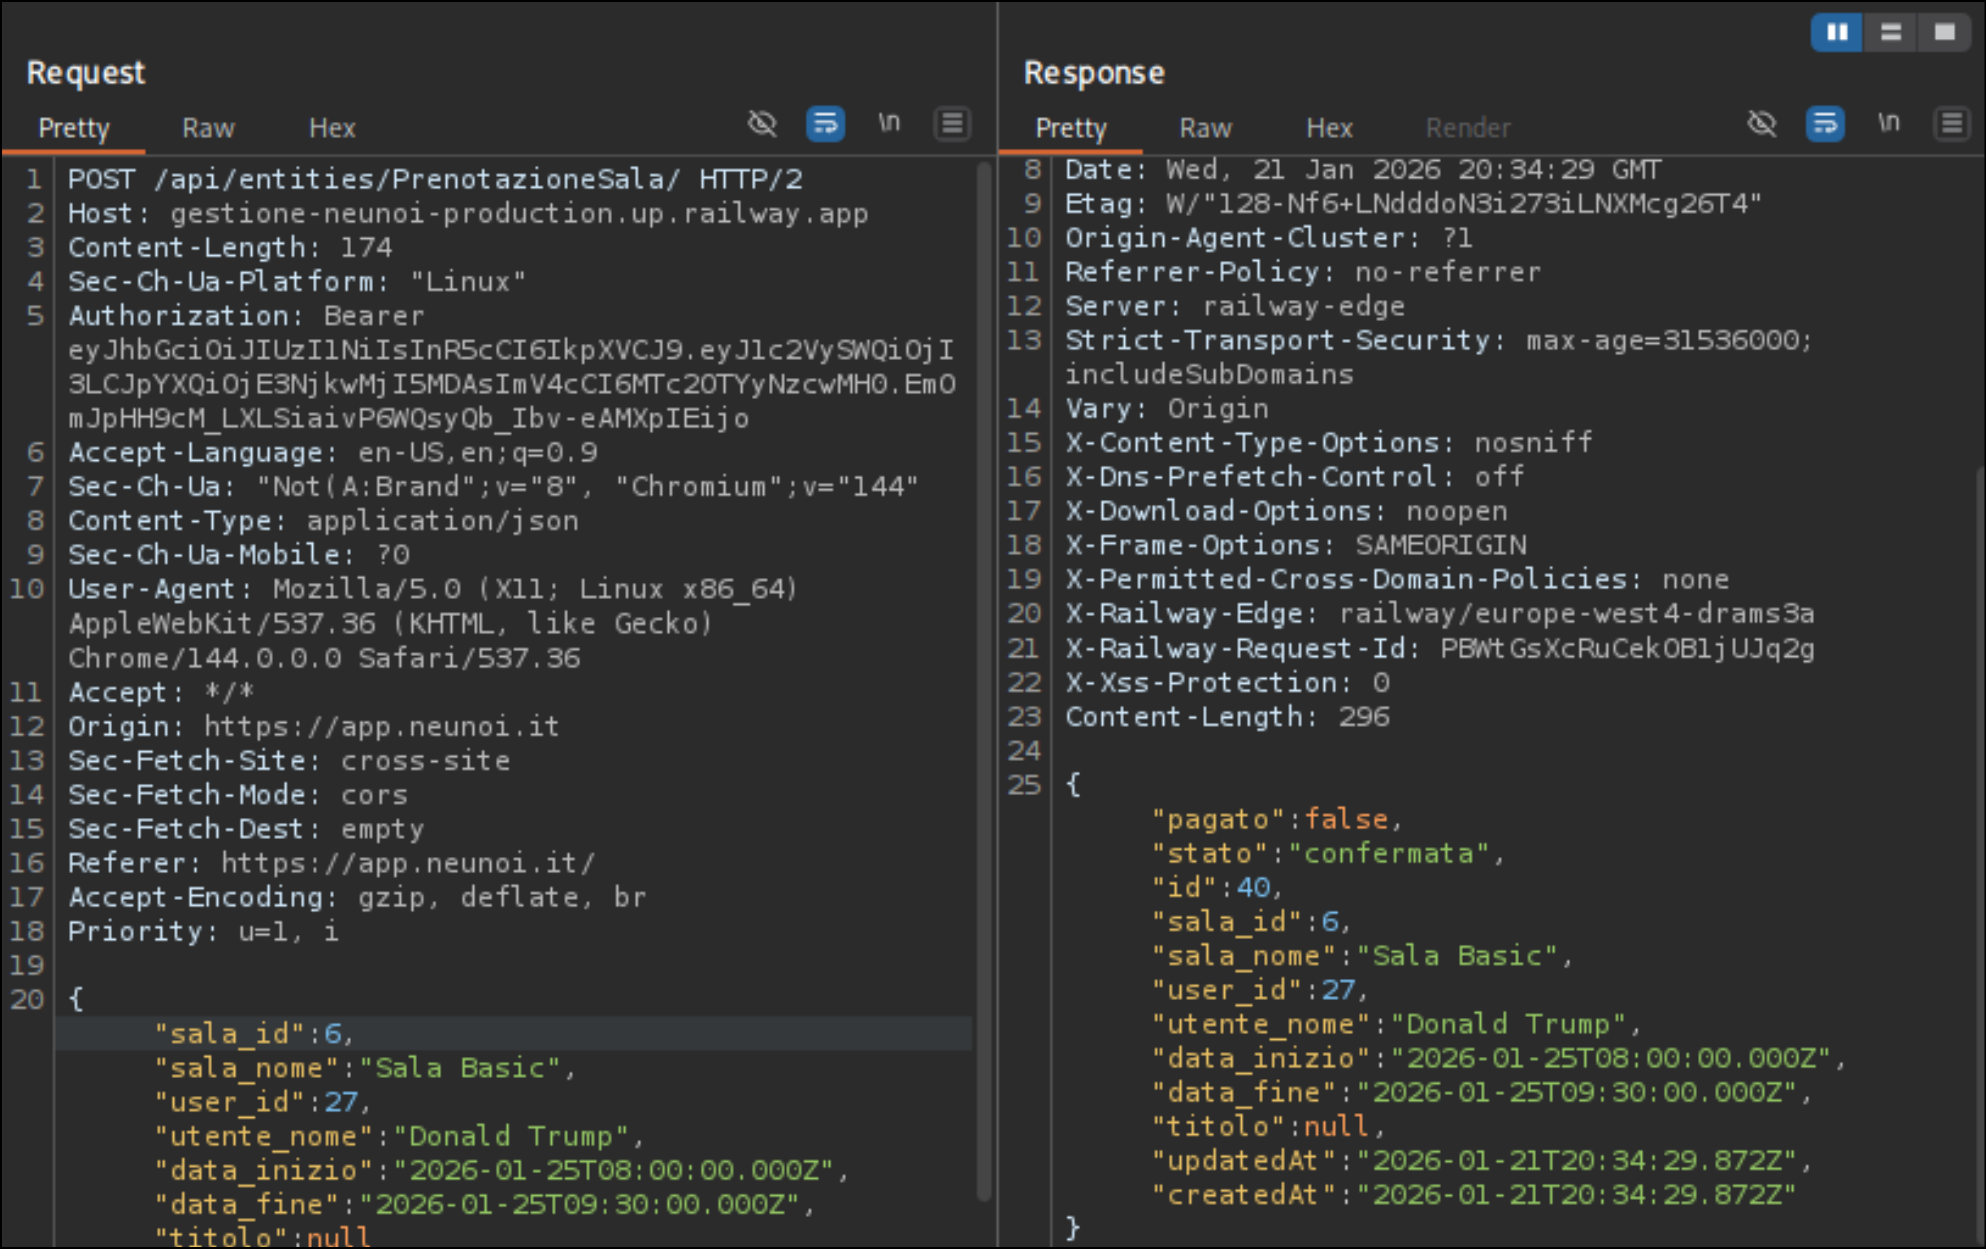 Request
Pretty Raw Hex
\n
1 POST /api/entities/PrenotazioneSala/ HTTP/2
2 Host: gestione-neunoi-production.up.railway.app
3 Content-Length: 174
4 Sec-Ch-Ua-Platform: "Linux"
5 Authorization: Bearer
eyJhbGciOiJIUzI1NiIsInR5cCI6IkpXVCJ9.eyJ1c2VySWQiOjI
3LCJpYXQiOjE3NjkwMjI5MDAsImV4cCI6MTc2OTYyNzcwMH0.EmO
mJpHH9cM_LXLSiaivP6WQsyQb_Ibv-eAMXpIEijo
6 Accept-Language: en-US,en;q=0.9
7 Sec-Ch-Ua: "Not(A:Brand";v="8", "Chromium";v="144"
8 Content-Type: application/json
9 Sec-Ch-Ua-Mobile: ?0
10 User-Agent: Mozilla/5.0 (X11; Linux x86_64)
AppleWebKit/537.36 (KHTML, like Gecko)
Chrome/144.0.0.0 Safari/537.36
11 Accept: */*
12 Origin: https://app.neunoi.it
13 Sec-Fetch-Site: cross-site
14 Sec-Fetch-Mode: cors
15 Sec-Fetch-Dest: empty
16 Referer: https://app.neunoi.it/
17 Accept-Encoding: gzip, deflate, br
18 Priority: u=1, i
19
20 {
"sala_id":6,
"sala_nome":"Sala Basic",
"user_id":27,
"utente_nome":"Donald Trump",
"data_inizio":"2026-01-25T08:00:00.000Z",
"data_fine":"2026-01-25T09:30:00.000Z",
"titolo":null
Response
Pretty Raw Hex Render
\n
8 Date: Wed, 21 Jan 2026 20:34:29 GMT
9 Etag: W/"128-Nf6+LNdddoN3i273iLNXMcg26T4"
10 Origin-Agent-Cluster: ?1
11 Referrer-Policy: no-referrer
12 Server: railway-edge
13 Strict-Transport-Security: max-age=31536000;
includeSubDomains
14 Vary: Origin
15 X-Content-Type-Options: nosniff
16 X-Dns-Prefetch-Control: off
17 X-Download-Options: noopen
18 X-Frame-Options: SAMEORIGIN
19 X-Permitted-Cross-Domain-Policies: none
20 X-Railway-Edge: railway/europe-west4-drams3a
21 X-Railway-Request-Id: PBWtGsXcRuCekOB1jUJq2g
22 X-Xss-Protection: 0
23 Content-Length: 296
24
25 {
"pagato":false,
"stato":"confermata",
"id":40,
"sala_id":6,
"sala_nome":"Sala Basic",
"user_id":27,
"utente_nome":"Donald Trump",
"data_inizio":"2026-01-25T08:00:00.000Z",
"data_fine":"2026-01-25T09:30:00.000Z",
"titolo":null,
"updatedAt":"2026-01-21T20:34:29.872Z",
"createdAt":"2026-01-21T20:34:29.872Z"
}